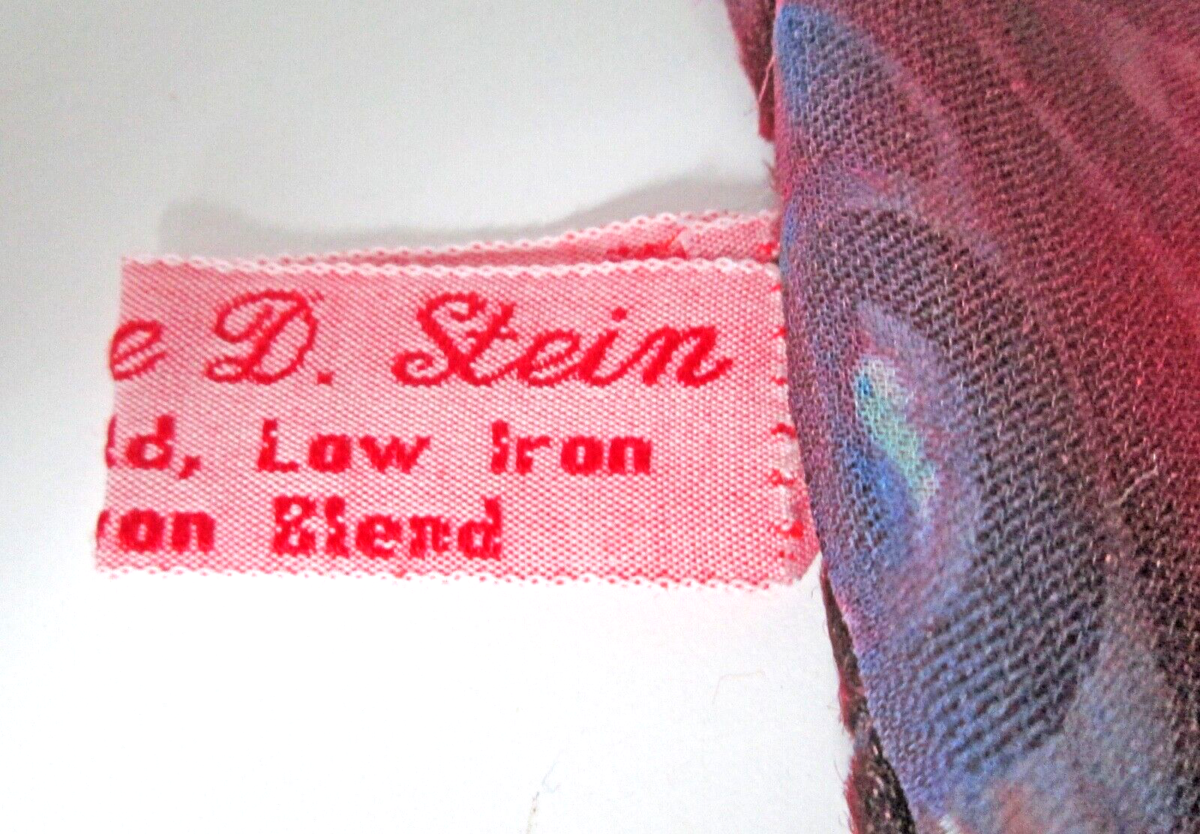 e D. Stein
ld, Low Iron
on Blend